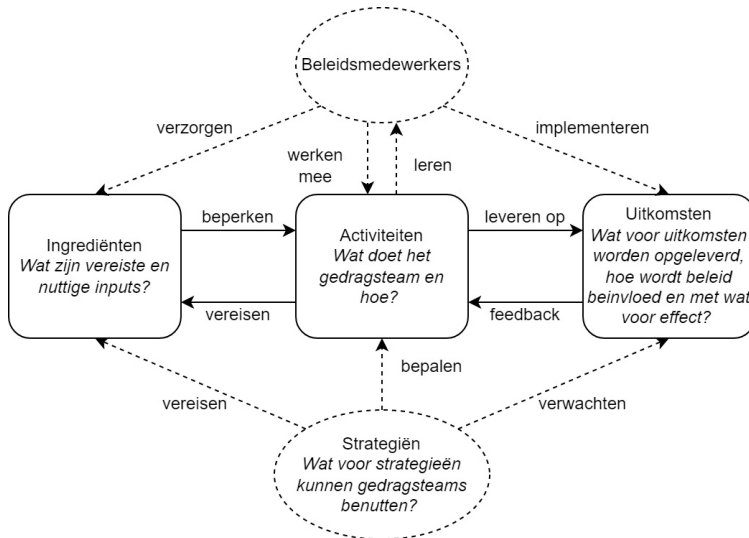 Beleidsmedewerkers
verzorgen
implementeren
werken
mee
leren
Ingrediënten
Wat zijn vereiste en
nuttige inputs?
beperken
vereisen
Activiteiten
Wat doet het
gedragsteam en
hoe?
leveren op
feedback
Uitkomsten
Wat voor uitkomsten
worden opgeleverd,
hoe wordt beleid
beinvloed en met wat
voor effect?
vereisen
bepalen
verwachten
Strategiën
Wat voor strategieën
kunnen gedragsteams
benutten?